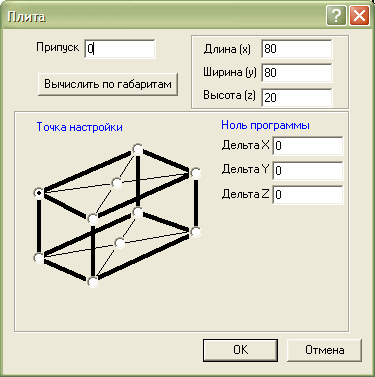 Плита
Припуск 0
Вычислить по габаритам
Длина (x) 80
Ширина (y) 80
Высота (z) 20
Точка настройки
Ноль программы
Дельта X 0
Дельта Y 0
Дельта Z 0
OK
Отмена